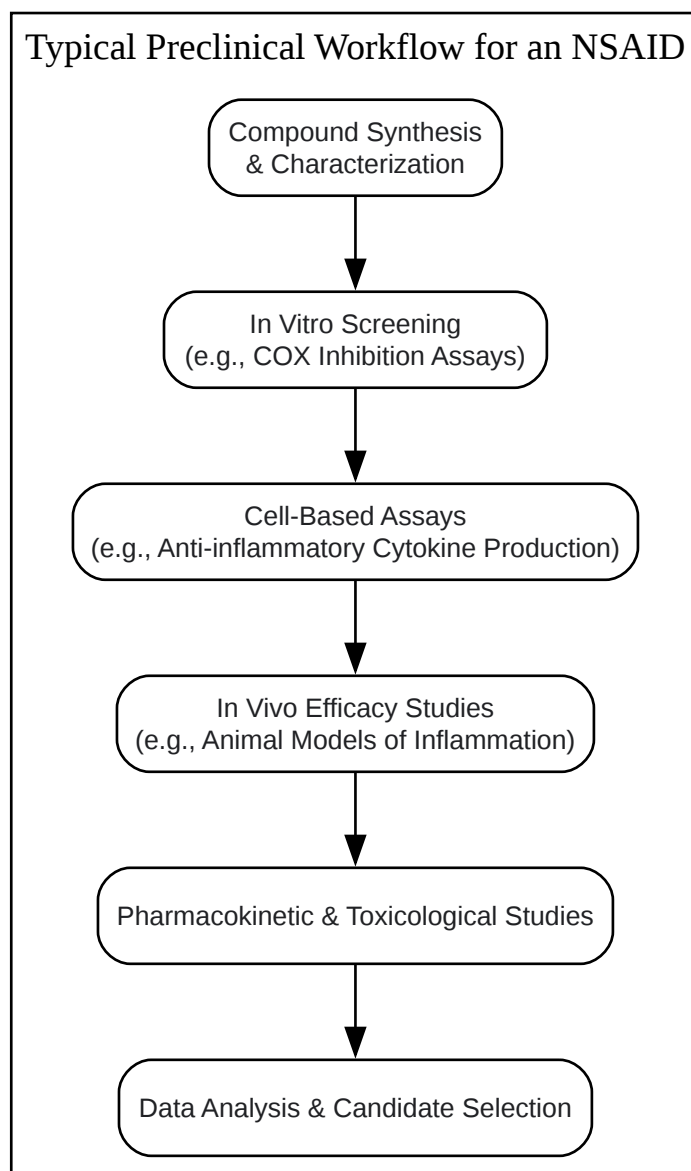 Typical Preclinical Workflow for an NSAID
Compound Synthesis
& Characterization
In Vitro Screening
(e.g., COX Inhibition Assays)
Cell-Based Assays
(e.g., Anti-inflammatory Cytokine Production)
In Vivo Efficacy Studies
(e.g., Animal Models of Inflammation)
Pharmacokinetic & Toxicological Studies
Data Analysis & Candidate Selection